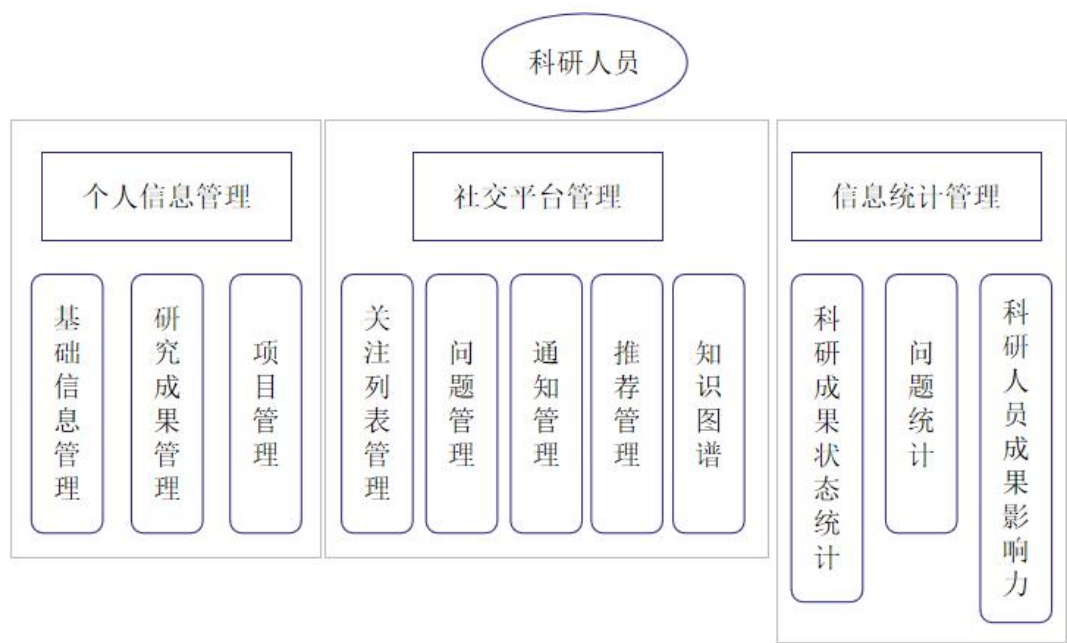 科研人员
个人信息管理
社交平台管理
信息统计管理
基础信息管理
研究成果管理
项目管理
关注列表管理
问题管理
通知管理
推荐管理
知识图谱
科研成果状态统计
问题统计
科研人员成果影响力